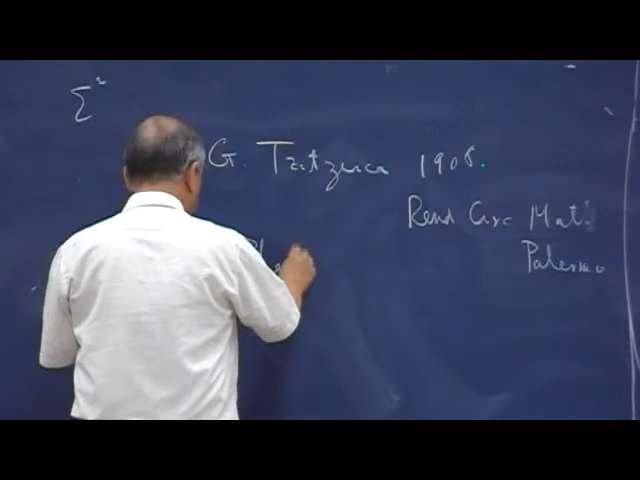 Σ²
G. Tzitzeica 1908.
Rend Circ Mat.
Palermo